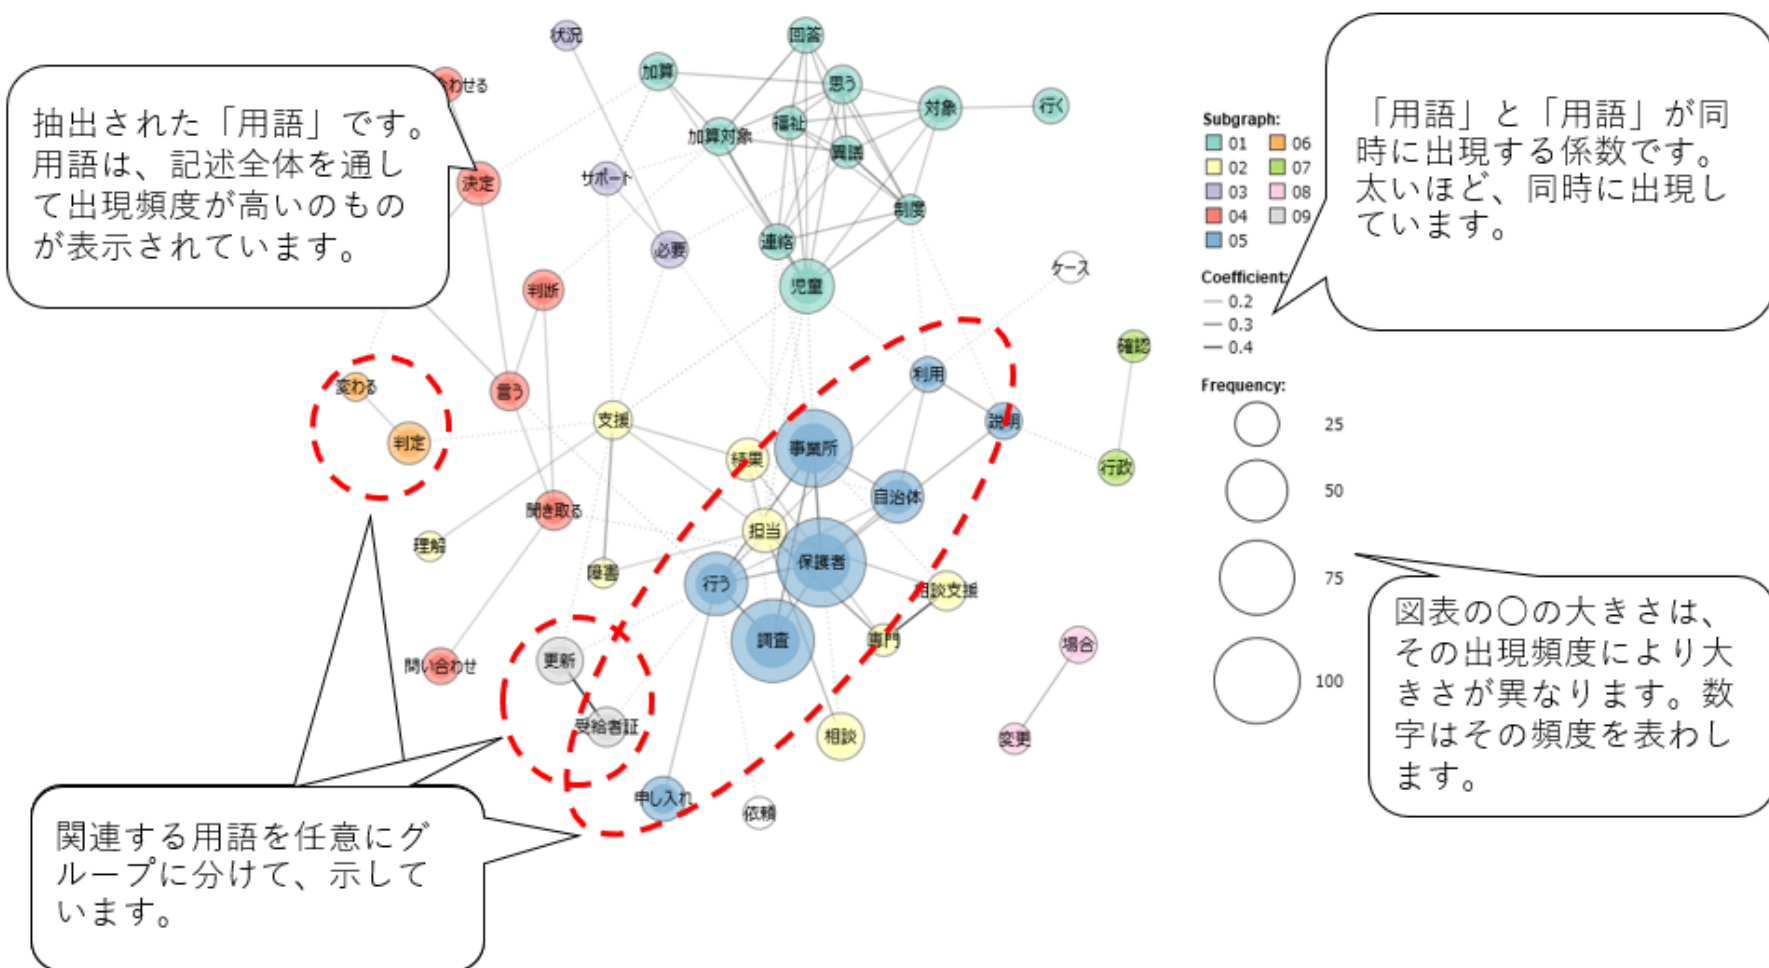 状況
回答
加算
思う
わせる
対象
行く
加算対象
福祉
異議
決定
サポート
制度
連絡
必要
児童
判断
ケース
確認
利用
変わる
言う
支援
説明
判定
事業所
結果
行政
自治体
聞き取る
担当
理解
保護者
障害
行う
相談支援
調査
専門
場合
更新
問い合わせ
受給者証
相談
変更
申し入れ
依頼
抽出された「用語」です。
用語は、記述全体を通し
て出現頻度が高いのもの
が表示されています。
Subgraph:
01 06
02 07
03 08
04 09
05
Coefficient:
0.2
0.3
0.4
Frequency:
25
50
75
100
「用語」と「用語」が同
時に出現する係数です。
太いほど、同時に出現し
ています。
図表の〇の大きさは、
その出現頻度により大
きさが異なります。数
字はその頻度を表わし
ます。
関連する用語を任意にグ
ループに分けて、示して
います。